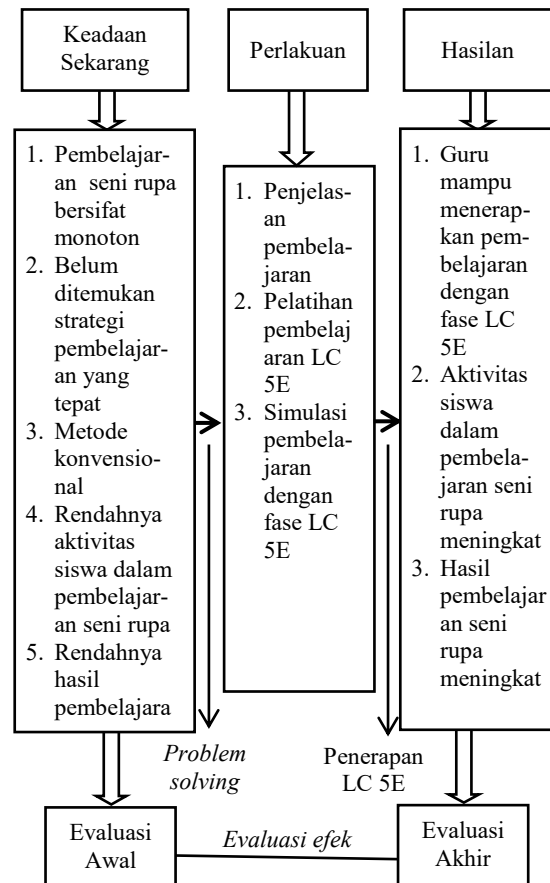 Keadaan
Sekarang
Perlakuan
Hasilan
1. Pembelajar-
an seni rupa
bersifat
monoton
2. Belum
ditemukan
strategi
pembelajar-
an yang
tepat
3. Metode
konvensio-
nal
4. Rendahnya
aktivitas
siswa dalam
pembelajar-
an seni rupa
5. Rendahnya
hasil
pembelajara
1. Penjelas-
an
pembela-
jaran
2. Pelatihan
pembelaj
aran LC
5E
3. Simulasi
pembela-
jaran
dengan
fase LC
5E
1. Guru
mampu
menerap-
kan pem-
belajaran
dengan
fase LC
5E
2. Aktivitas
siswa
dalam
pembela-
jaran seni
rupa
meningkat
3. Hasil
pembelajar
an seni
rupa
meningkat
Problem
solving
Penerapan
LC 5E
Evaluasi
Awal
Evaluasi efek
Evaluasi
Akhir